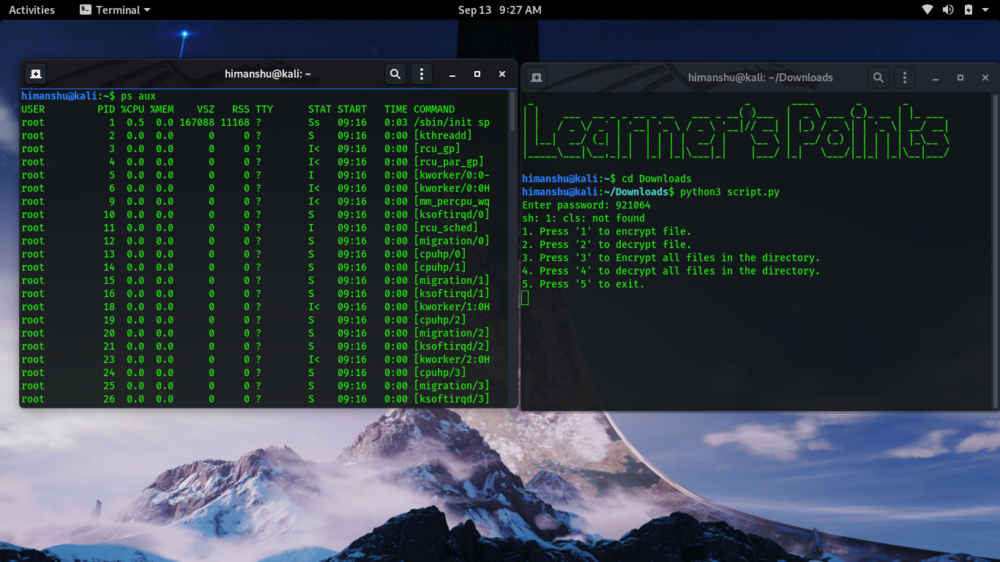 Activities Terminal Sep 13 9:27 AM
himanshu@kali: ~
himanshu@kali:~$ ps aux
USER PID %CPU %MEM VSZ RSS TTY STAT START TIME COMMAND
root 1 0.5 0.0 167088 11168 ? Ss 09:16 0:03 /sbin/init sp
root 2 0.0 0.0 0 0 ? S 09:16 0:00 [kthreadd]
root 3 0.0 0.0 0 0 ? I< 09:16 0:00 [rcu_gp]
root 4 0.0 0.0 0 0 ? I< 09:16 0:00 [rcu_par_gp]
root 5 0.0 0.0 0 0 ? I 09:16 0:00 [kworker/0:0-
root 6 0.0 0.0 0 0 ? I< 09:16 0:00 [kworker/0:0H
root 9 0.0 0.0 0 0 ? I< 09:16 0:00 [mm_percpu_wq
root 10 0.0 0.0 0 0 ? S 09:16 0:00 [ksoftirqd/0]
root 11 0.0 0.0 0 0 ? I 09:16 0:00 [rcu_sched]
root 12 0.0 0.0 0 0 ? S 09:16 0:00 [migration/0]
root 13 0.0 0.0 0 0 ? S 09:16 0:00 [cpuhp/0]
root 14 0.0 0.0 0 0 ? S 09:16 0:00 [cpuhp/1]
root 15 0.0 0.0 0 0 ? S 09:16 0:00 [migration/1]
root 16 0.0 0.0 0 0 ? S 09:16 0:00 [ksoftirqd/1]
root 18 0.0 0.0 0 0 ? I< 09:16 0:00 [kworker/1:0H
root 19 0.0 0.0 0 0 ? S 09:16 0:00 [cpuhp/2]
root 20 0.0 0.0 0 0 ? S 09:16 0:00 [migration/2]
root 21 0.0 0.0 0 0 ? S 09:16 0:00 [ksoftirqd/2]
root 23 0.0 0.0 0 0 ? I< 09:16 0:00 [kworker/2:0H
root 24 0.0 0.0 0 0 ? S 09:16 0:00 [cpuhp/3]
root 25 0.0 0.0 0 0 ? S 09:16 0:00 [migration/3]
root 26 0.0 0.0 0 0 ? S 09:16 0:00 [ksoftirqd/3]
himanshu@kali: ~/Downloads
Learner's Points
himanshu@kali:~$ cd Downloads
himanshu@kali:~/Downloads$ python3 script.py
Enter password: 921064
sh: 1: cls: not found
1. Press '1' to encrypt file.
2. Press '2' to decrypt file.
3. Press '3' to Encrypt all files in the directory.
4. Press '4' to decrypt all files in the directory.
5. Press '5' to exit.